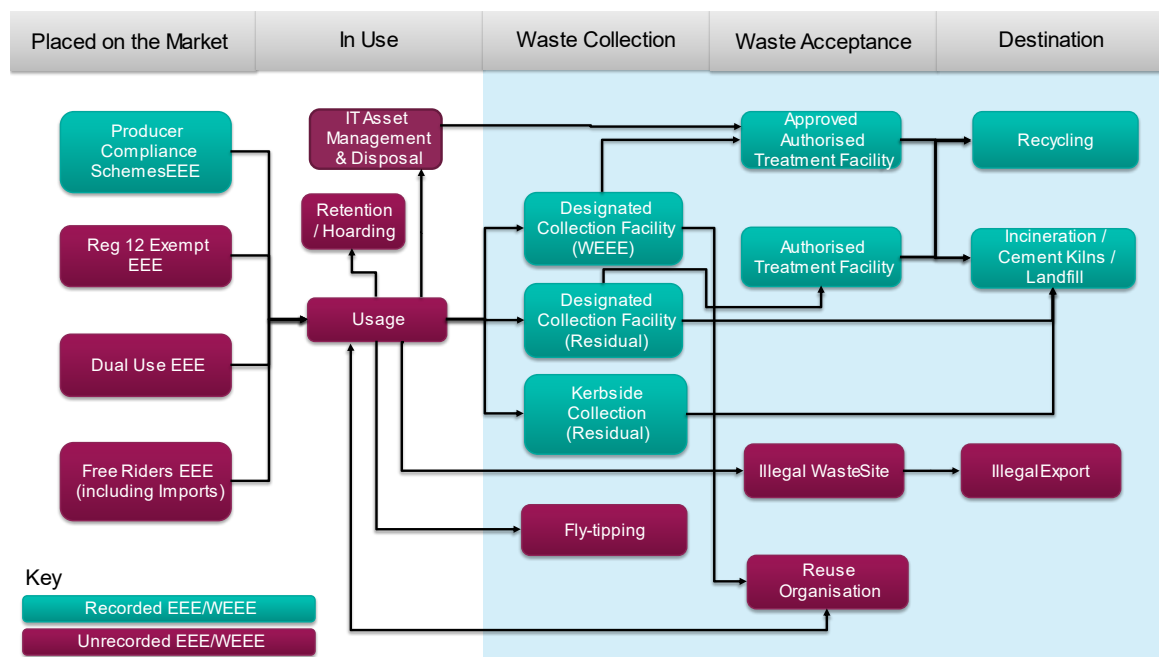 Placed on the Market
In Use
Waste Collection
Waste Acceptance
Destination
Producer
Compliance
SchemesEEE
Reg 12 Exempt
EEE
Dual Use EEE
Free Riders EEE
(including Imports)
IT Asset
Management
& Disposal
Retention
/ Hoarding
Usage
Designated
Collection Facility
(WEEE)
Designated
Collection Facility
(Residual)
Kerbside
Collection
(Residual)
Fly-tipping
Approved
Authorised
Treatment Facility
Authorised
Treatment Facility
Illegal WasteSite
Reuse
Organisation
Recycling
Incineration /
Cement Kilns /
Landfill
IllegalExport
Key
Recorded EEE/WEEE
Unrecorded EEE/WEEE